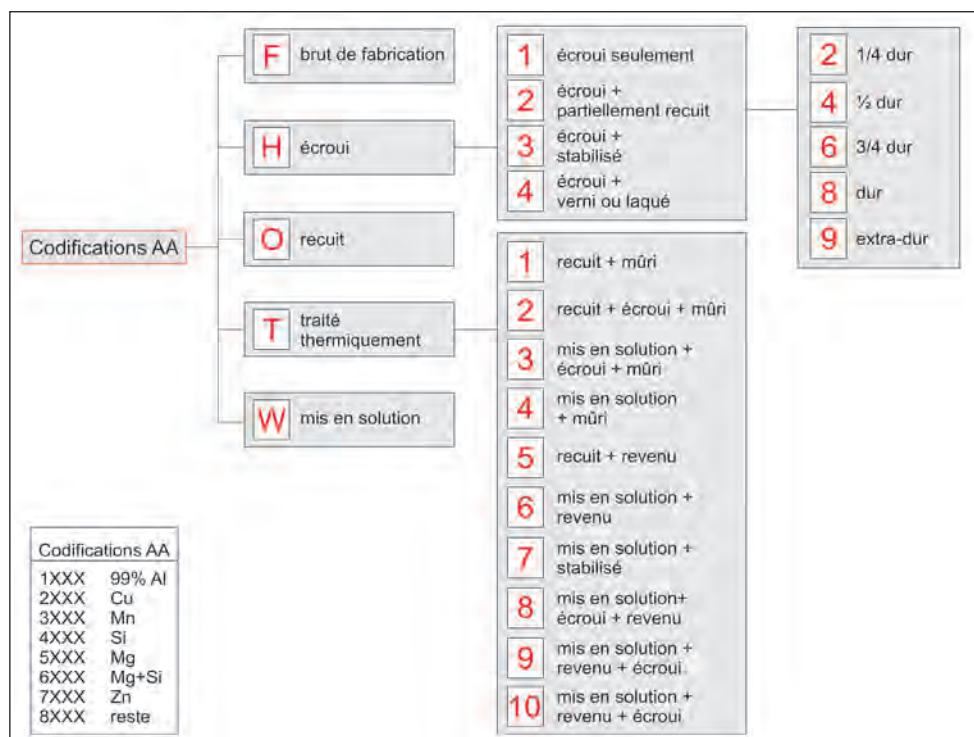 F brut de fabrication
H écroui
Codifications AA
O recuit
T traité
thermiquement
W mis en solution
1 écroui seulement
2 écroui +
partiellement recuit
3 écroui +
stabilisé
4 écroui +
verni ou laqué
2 1/4 dur
4 ½ dur
6 3/4 dur
8 dur
9 extra-dur
1 recuit + mûri
2 recuit + écroui + mûri
3 mis en solution +
écroui + mûri
4 mis en solution
+ mûri
5 recuit + revenu
6 mis en solution +
revenu
7 mis en solution +
stabilisé
8 mis en solution+
écroui + revenu
9 mis en solution +
revenu + écroui
10 mis en solution +
revenu + écroui
Codifications AA
1XXX 99% Al
2XXX Cu
3XXX Mn
4XXX Si
5XXX Mg
6XXX Mg+Si
7XXX Zn
8XXX reste